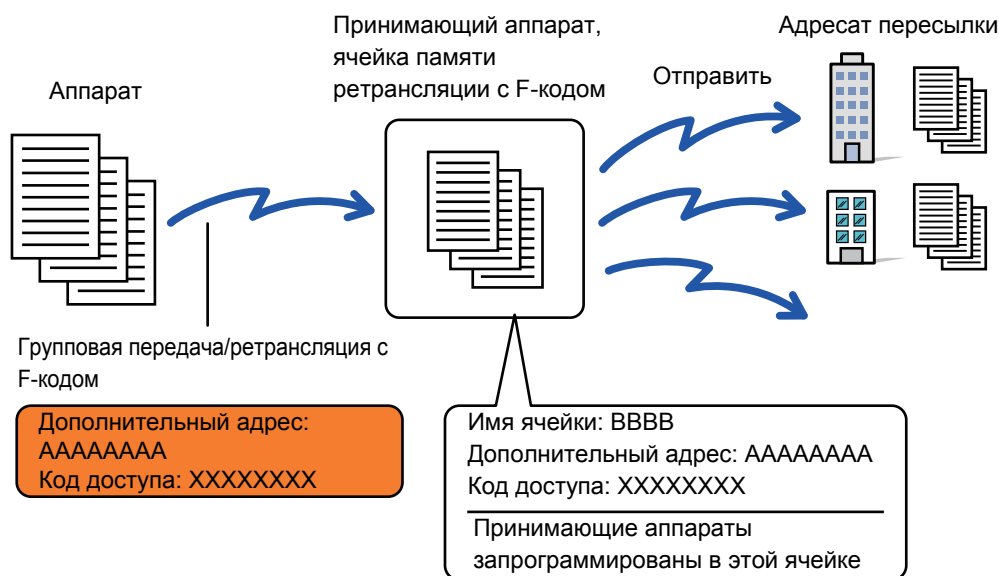 Аппарат
Принимающий аппарат,
ячейка памяти
ретрансляции с F-кодом
Отправить
Адресат пересылки
Групповая передача/ретрансляция с
F-кодом
Дополнительный адрес:
AAAAAAAA
Код доступа: XXXXXXXX
Имя ячейки: BBBB
Дополнительный адрес: AAAAAAAA
Код доступа: XXXXXXXX
Принимающие аппараты
запрограммированы в этой ячейке